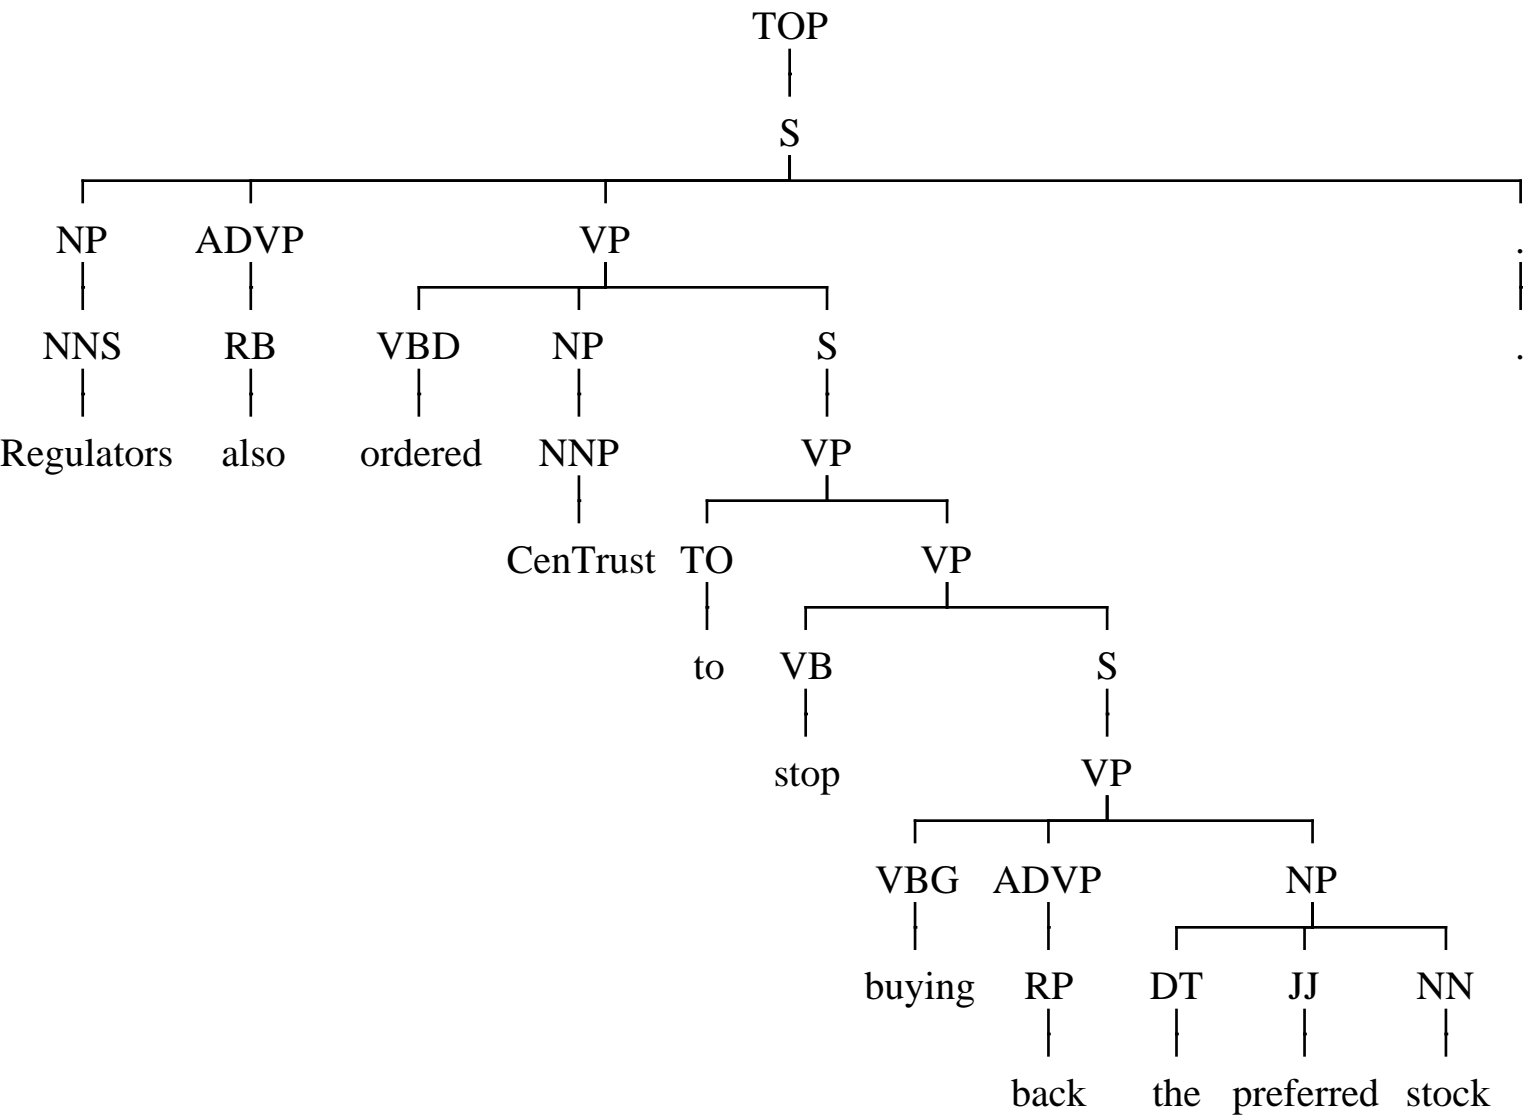 TOP
S
NP ADVP VP .
NNS RB VBD NP S .
Regulators also ordered NNP VP
CenTrust TO VP
to VB S
stop VP
VBG ADVP NP
buying RP DT JJ NN
back the preferred stock